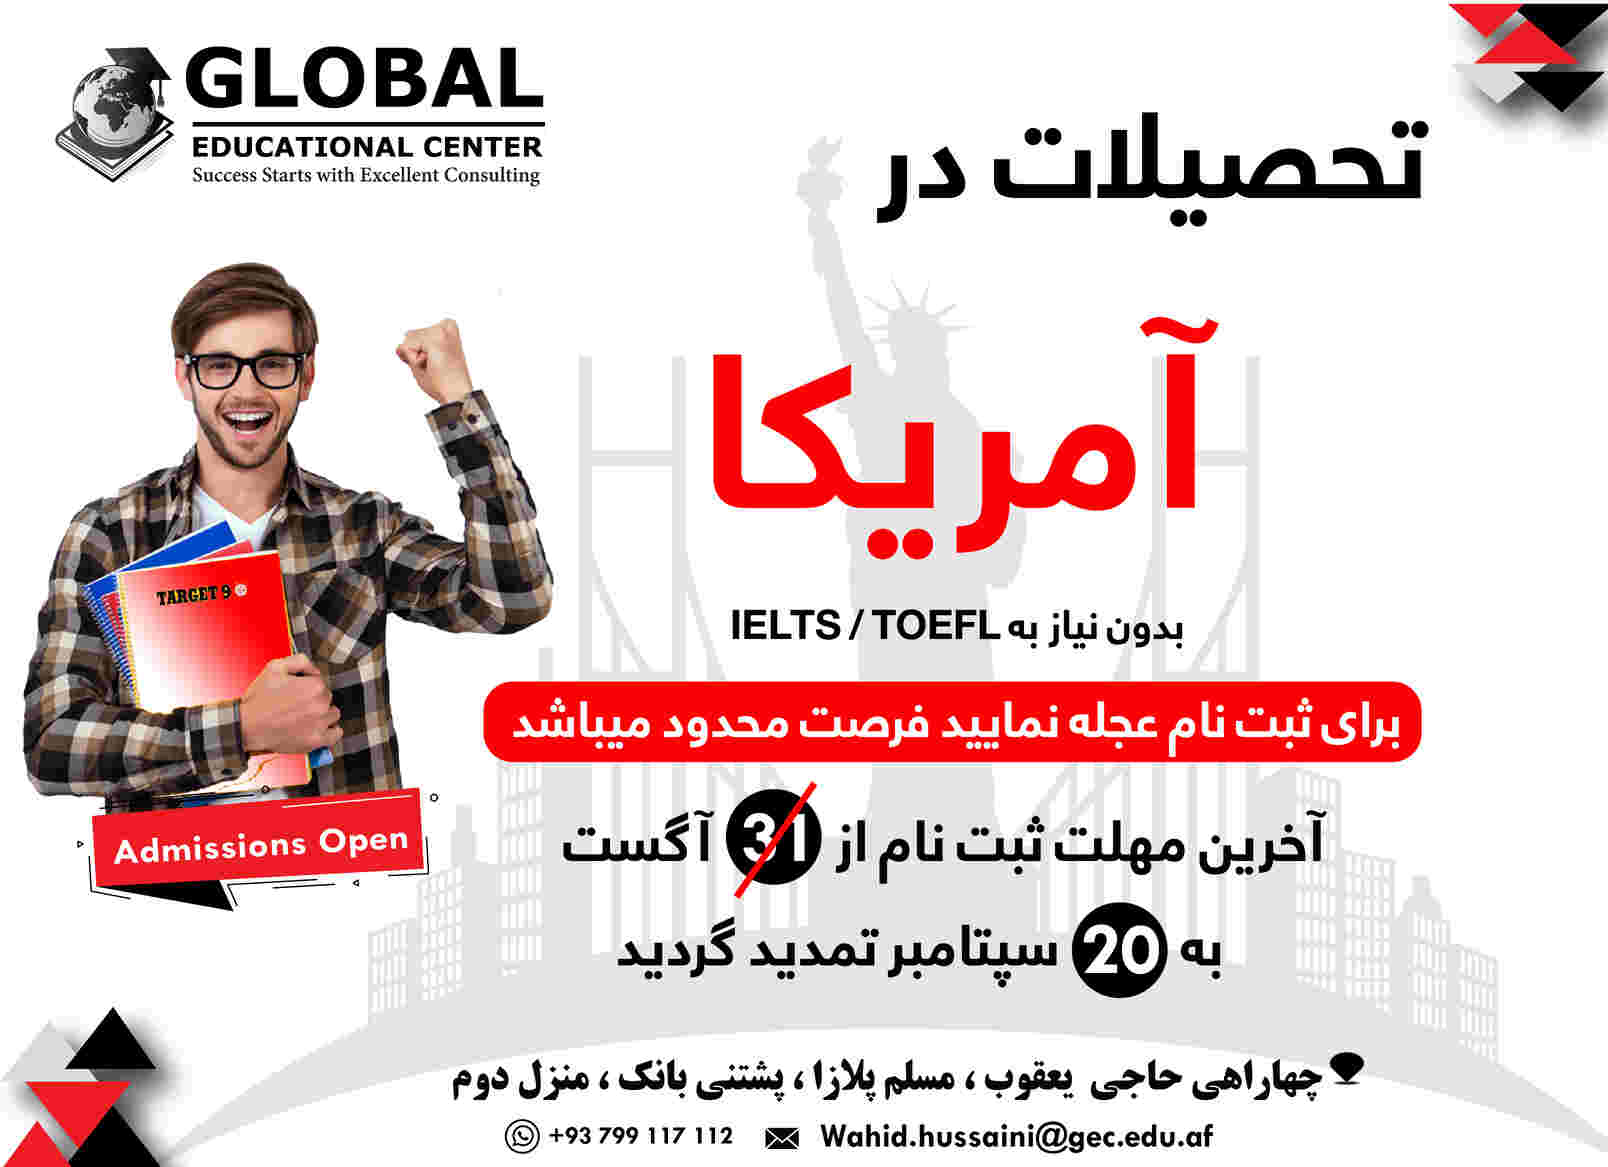 GLOBAL
EDUCATIONAL CENTER
Success Starts with Excellent Consulting
تحصیلات در
آمریکا
بدون نیاز به IELTS / TOEFL
برای ثبت نام عجله نمایید فرصت محدود میباشد
آخرین مهلت ثبت نام از 31 آگست
به 20 سپتامبر تمدید گردید
TARGET 9
Admissions Open
چهاراهی حاجی یعقوب ، مسلم پلازا ، پشتنی بانک ، منزل دوم
+93 799 117 112 Wahid.hussaini@gec.edu.af